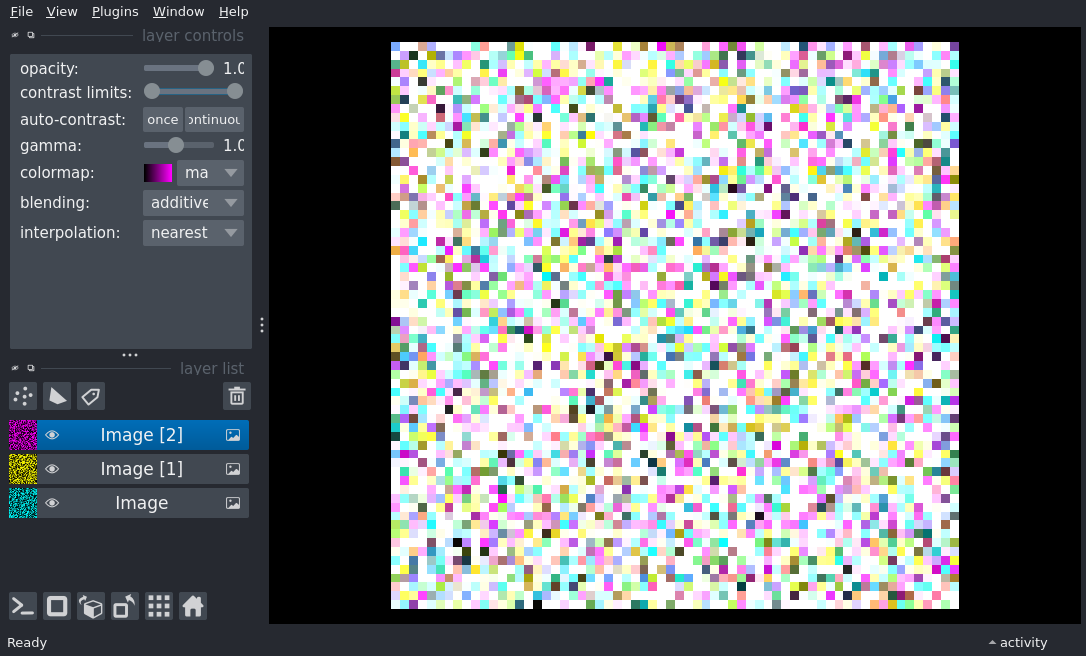 File View Plugins Window Help
layer controls
opacity: 1.0
contrast limits:
auto-contrast: once ontinuou
gamma: 1.0
colormap: ma
blending: additive
interpolation: nearest
layer list
Image [2]
Image [1]
Image
Ready
activity